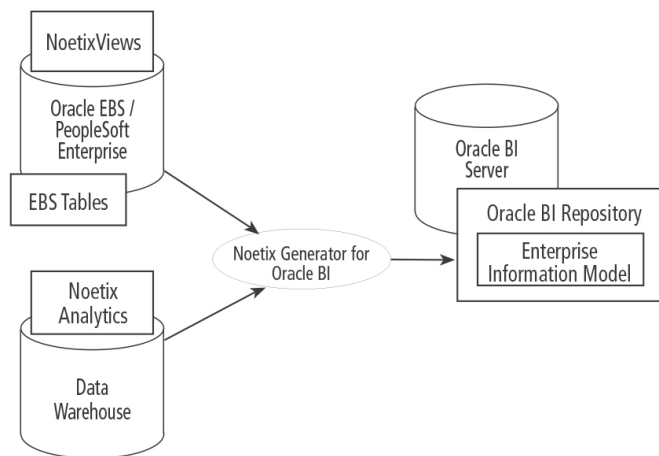 NoetixViews
Oracle EBS /
PeopleSoft
Enterprise
EBS Tables
Noetix
Analytics
Data
Warehouse
Noetix Generator for
Oracle BI
Oracle BI
Server
Oracle BI Repository
Enterprise
Information Model